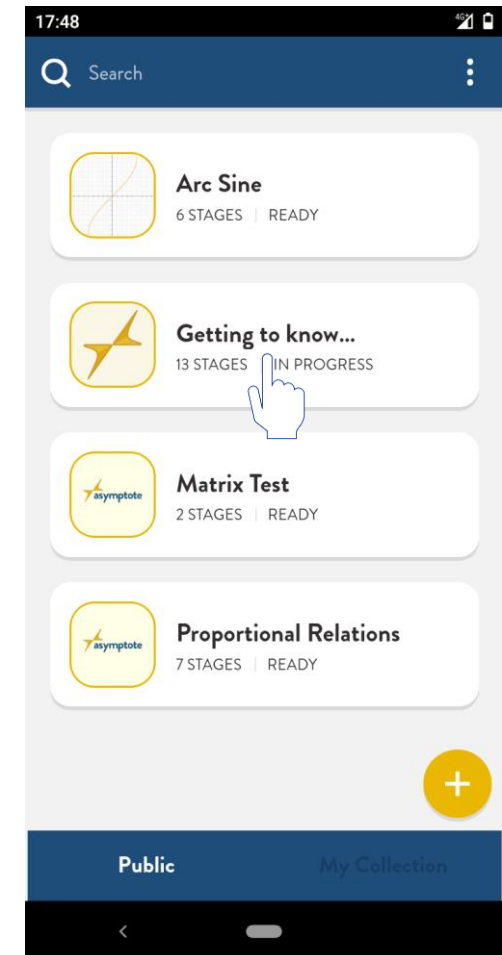 17:48
4G
Search
Arc Sine
6 STAGES | READY
Getting to know...
13 STAGES IN PROGRESS
asymptote
Matrix Test
2 STAGES | READY
asymptote
Proportional Relations
7 STAGES | READY
+
Public
My Collection